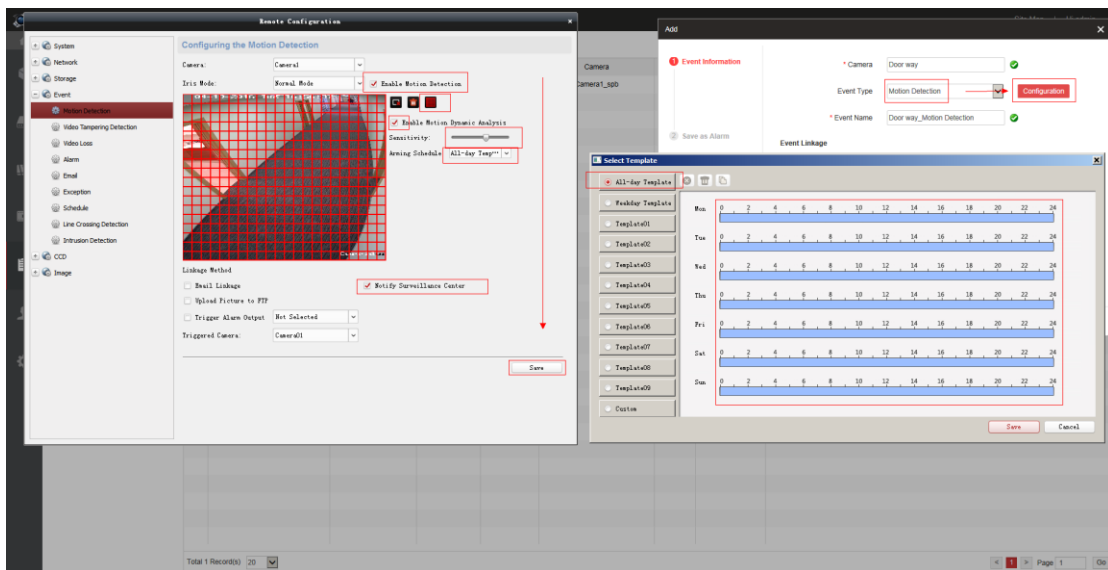 Remote Configuration
×
System
Network
Storage
Event
Motion Detection
Video Tampering Detection
Video Loss
Alarm
Email
Exception
Schedule
Line Crossing Detection
Intrusion Detection
CCD
Image
Configuring the Motion Detection
Camera: Camera1
Iris Mode: Normal Mode Enable Motion Detection
Enable Motion Dynamic Analysis
Sensitivity:
Arming Schedule All-day Temp···
Linkage Method
Email Linkage Notify Surveillance Center
Upload Picture to FTP
Trigger Alarm Output Not Selected
Triggered Camera: Camera01
Save
Camera
Camera1_spb
Add
X
1 Event Information
* Camera Door way
Event Type Motion Detection Configuration
* Event Name Door way_Motion Detection
2 Save as Alarm
Event Linkage
Select Template
X
All-day Template
Weekday Template
Template01
Template02
Template03
Template04
Template05
Template06
Template07
Template08
Template09
Custom
Mon 0 2 4 6 8 10 12 14 16 18 20 22 24
Tue 0 2 4 6 8 10 12 14 16 18 20 22 24
Wed 0 2 4 6 8 10 12 14 16 18 20 22 24
Thu 0 2 4 6 8 10 12 14 16 18 20 22 24
Fri 0 2 4 6 8 10 12 14 16 18 20 22 24
Sat 0 2 4 6 8 10 12 14 16 18 20 22 24
Sun 0 2 4 6 8 10 12 14 16 18 20 22 24
Save Cancel
Total 1 Record(s) 20
< 1 > Page 1 Go